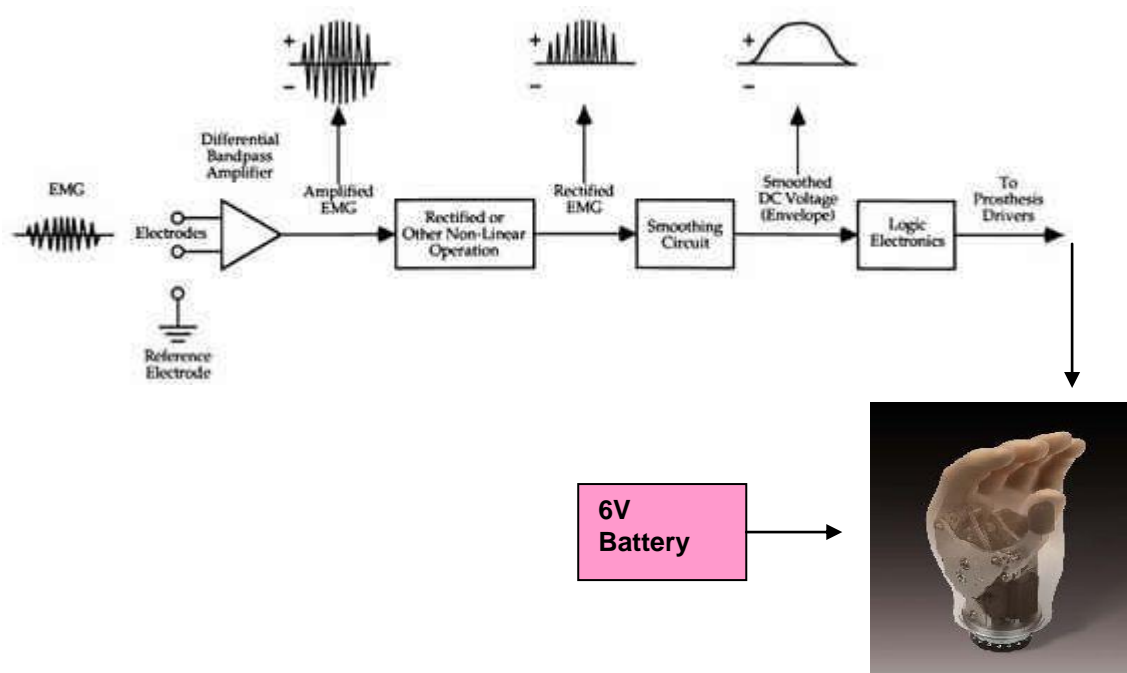 +
-
+
-
+
-
Differential
Bandpass
Amplifier
EMG
Electrodes
Amplified
EMG
Rectified or
Other Non-Linear
Operation
Rectified
EMG
Smoothing
Circuit
Smoothed
DC Voltage
(Envelope)
Logic
Electronics
To
Prosthesis
Drivers
Reference
Electrode
6V
Battery